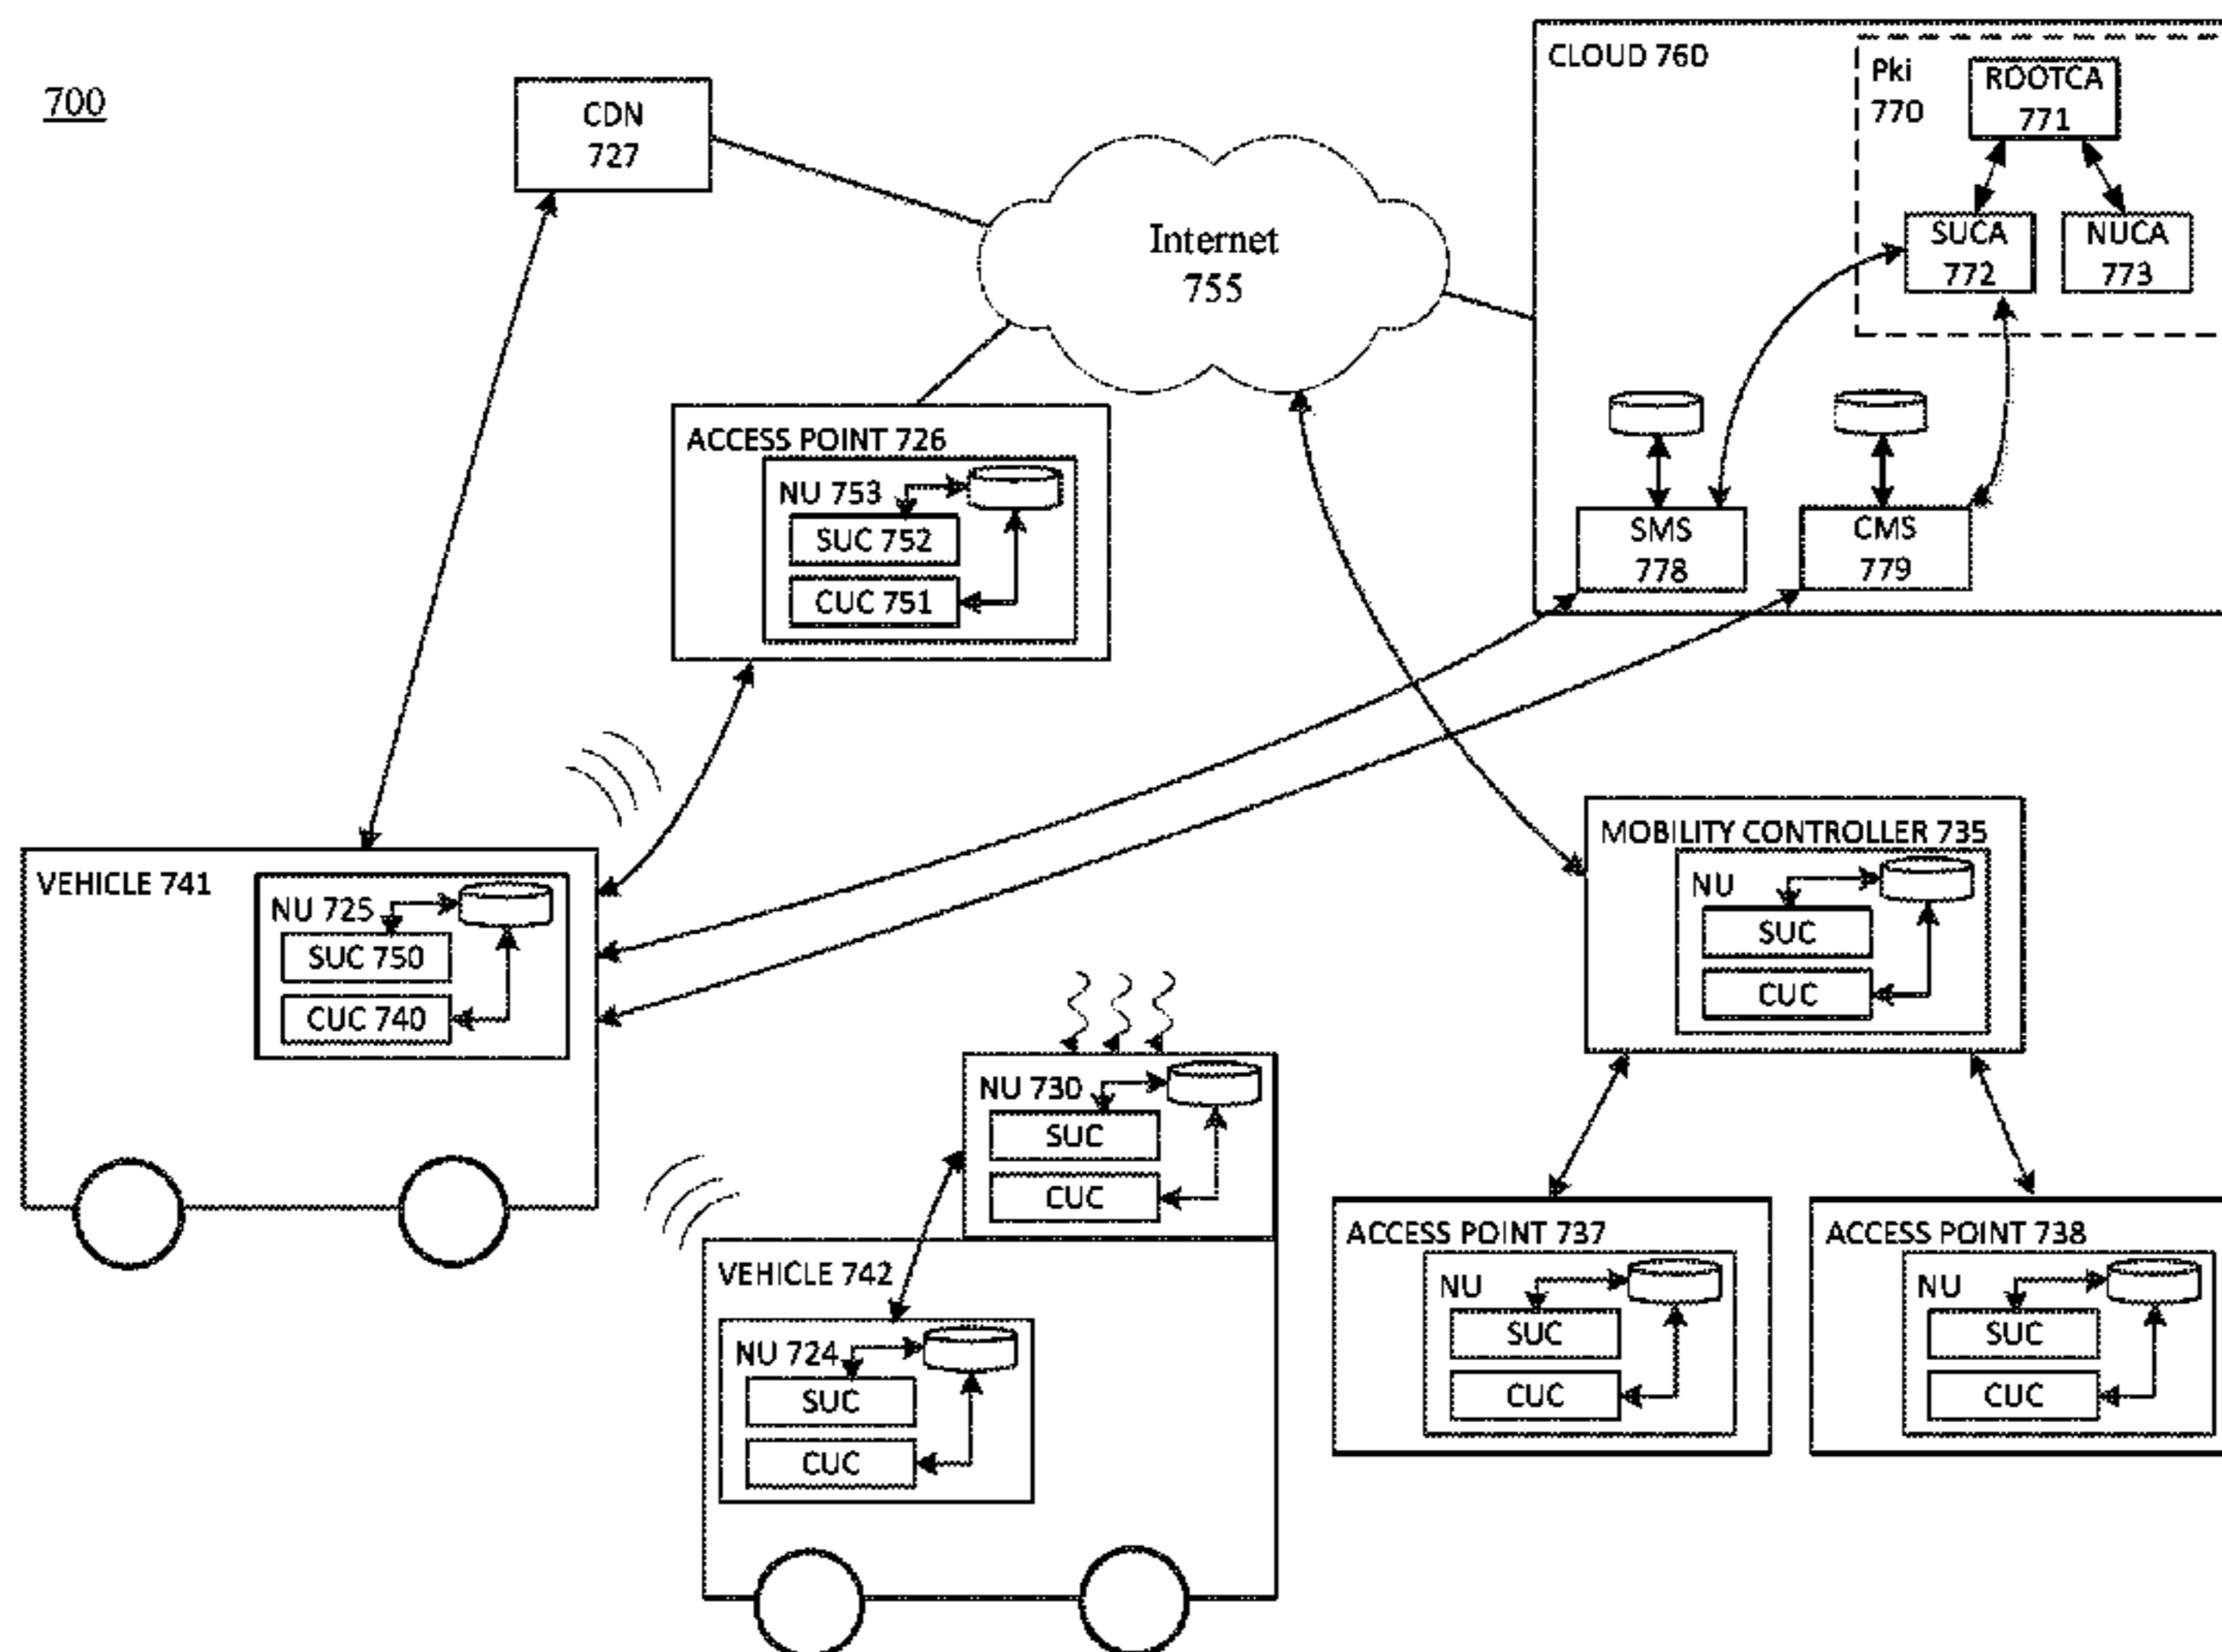 700
CDN
727
Internet
755
CLOUD 760
Pki
770
ROOTCA
771
SUCA
772
NUCA
773
SMS
778
CMS
779
ACCESS POINT 726
NU 753
SUC 752
CUC 751
VEHICLE 741
NU 725
SUC 750
CUC 740
MOBILITY CONTROLLER 735
NU
SUC
CUC
NU 730
SUC
CUC
VEHICLE 742
NU 724
SUC
CUC
ACCESS POINT 737
NU
SUC
CUC
ACCESS POINT 738
NU
SUC
CUC